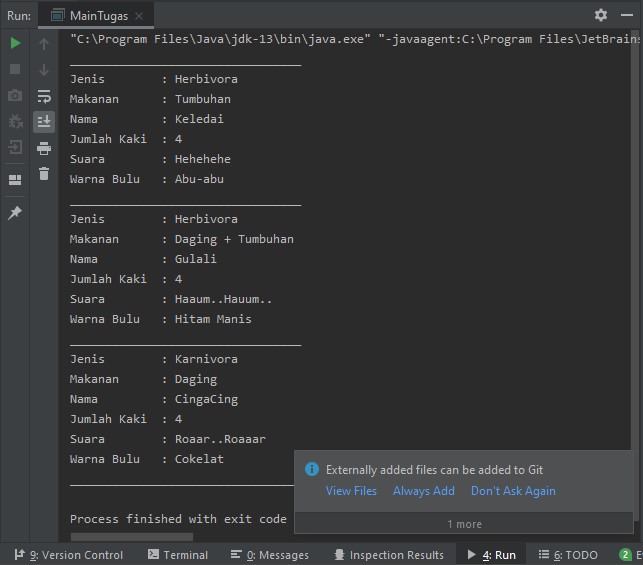 Run: MainTugas
"C:\Program Files\Java\jdk-13\bin\java.exe" "-javaagent:C:\Program Files\JetBrains
_________________________________
Jenis : Herbivora
Makanan : Tumbuhan
Nama : Keledai
Jumlah Kaki : 4
Suara : Hehehehe
Warna Bulu : Abu-abu
_________________________________
Jenis : Herbivora
Makanan : Daging + Tumbuhan
Nama : Gulali
Jumlah Kaki : 4
Suara : Haaum..Hauum..
Warna Bulu : Hitam Manis
_________________________________
Jenis : Karnivora
Makanan : Daging
Nama : CingaCing
Jumlah Kaki : 4
Suara : Roaar..Roaaar
Warna Bulu : Cokelat
_________________________________
Process finished with exit code
Externally added files can be added to Git
View Files Always Add Don't Ask Again
1 more
9: Version Control Terminal 0: Messages Inspection Results 4: Run 6: TODO 2